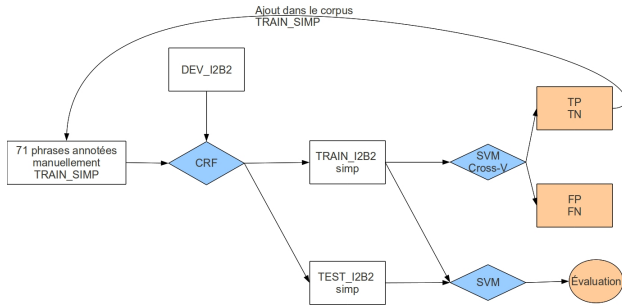 Ajout dans le corpus
TRAIN_SIMP
DEV_I2B2
TP
TN
71 phrases annotées
manuellement
TRAIN_SIMP
CRF
TRAIN_I2B2
simp
SVM
Cross-V
FP
FN
TEST_I2B2
simp
SVM
Évaluation